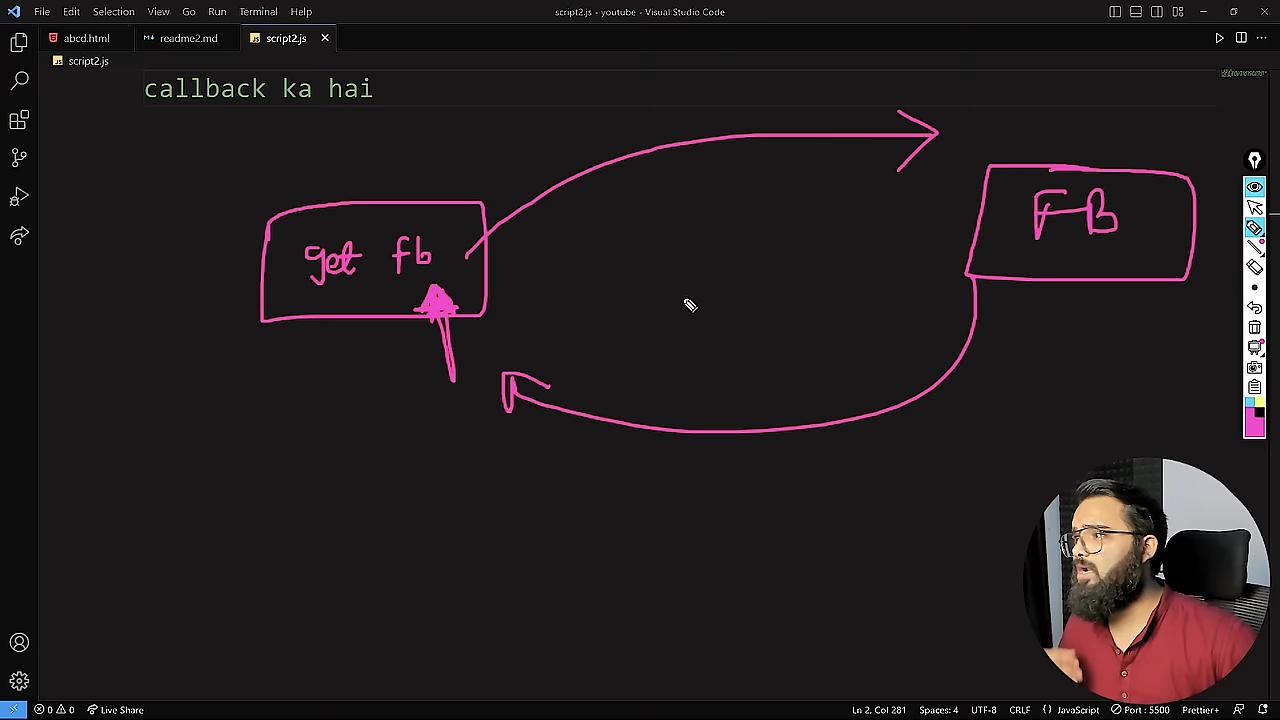 File Edit Selection View Go Run Terminal Help
script2.js - youtube - Visual Studio Code
abcd.html
readme2.md
script2.js
script2.js
callback ka hai
get fb
FB
0 0 Live Share
Ln 2, Col 281 Spaces: 4 UTF-8 CRLF {} JavaScript Port: 5500 Prettier+